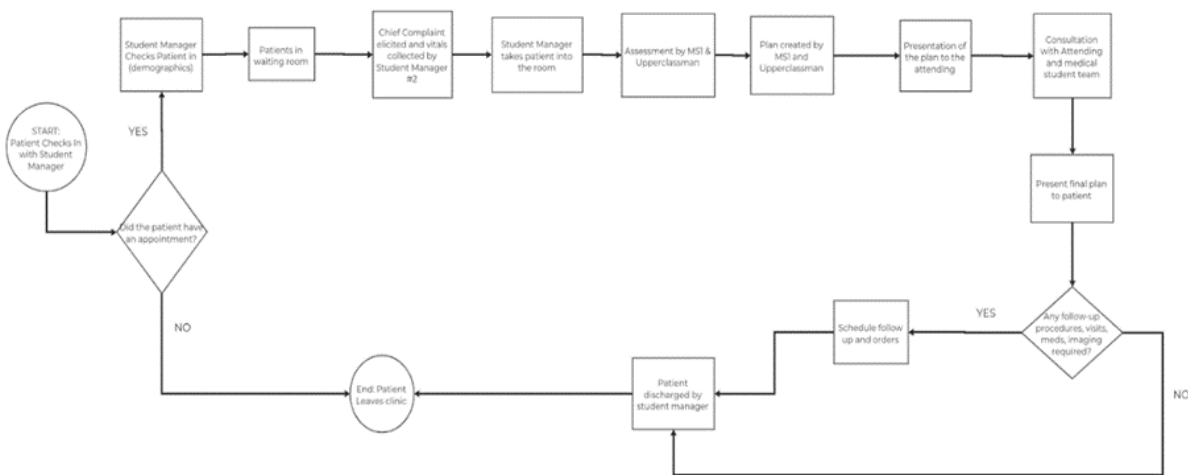 START:
Patient Checks In
with Student
Manager
Did the patient have
an appointment?
YES
Student Manager
Checks Patient in
(demographics)
Patients in
waiting room
Chief Complaint
elicited and vitals
collected by
Student Manager
#2
Student Manager
takes patient into
the room
Assessment by MS1 &
Upperclassman
Plan created
by MS1 and
Upperclassman
Presentation of
the plan to the
attending
Consultation
with Attending
and medical
student team
Present final
plan to
patient
Any follow-up
procedures, visits,
meds, imaging
required?
YES
Schedule follow
up and orders
NO
Patient
discharged by
student manager
NO
End: Patient
Leaves clinic